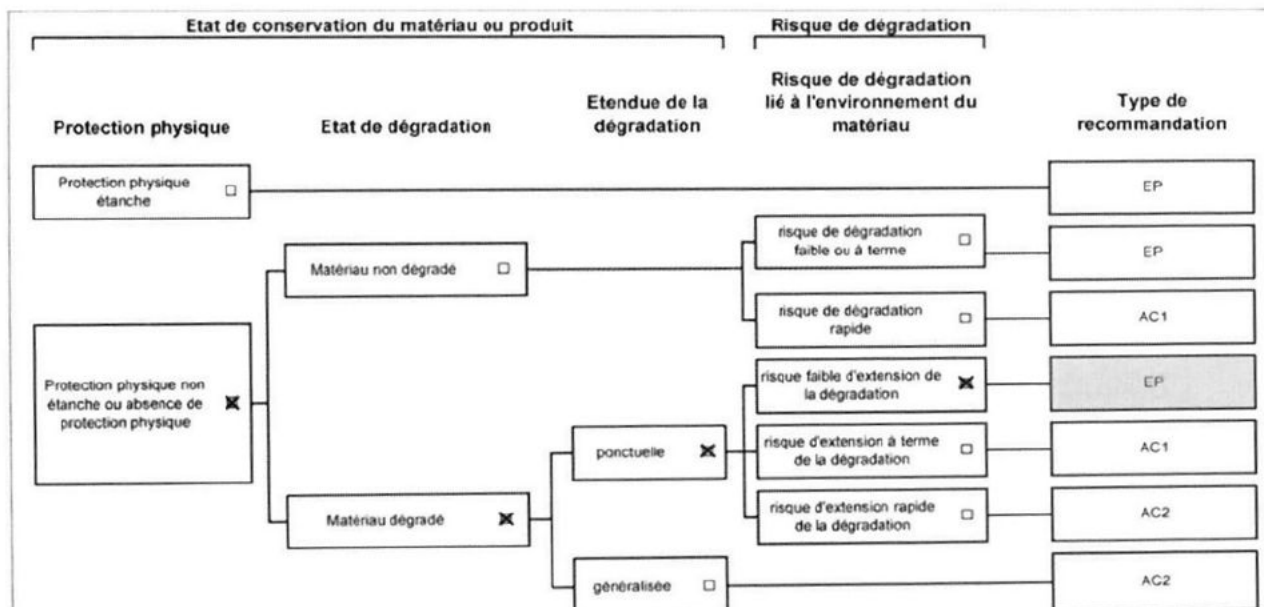 Etat de conservation du matériau ou produit
Risque de dégradation
Protection physique
Etat de dégradation
Etendue de la
dégradation
Risque de dégradation
lié à l'environnement du
matériau
Type de
recommandation
Protection physique
étanche
EP
Matériau non dégradé
risque de dégradation
faible ou à terme
EP
risque de dégradation
rapide
AC1
Protection physique non
étanche ou absence de
protection physique
risque faible d'extension de
la dégradation
EP
ponctuelle
risque d'extension à terme
de la dégradation
AC1
Matériau dégradé
risque d'extension rapide
de la dégradation
AC2
généralisée
AC2